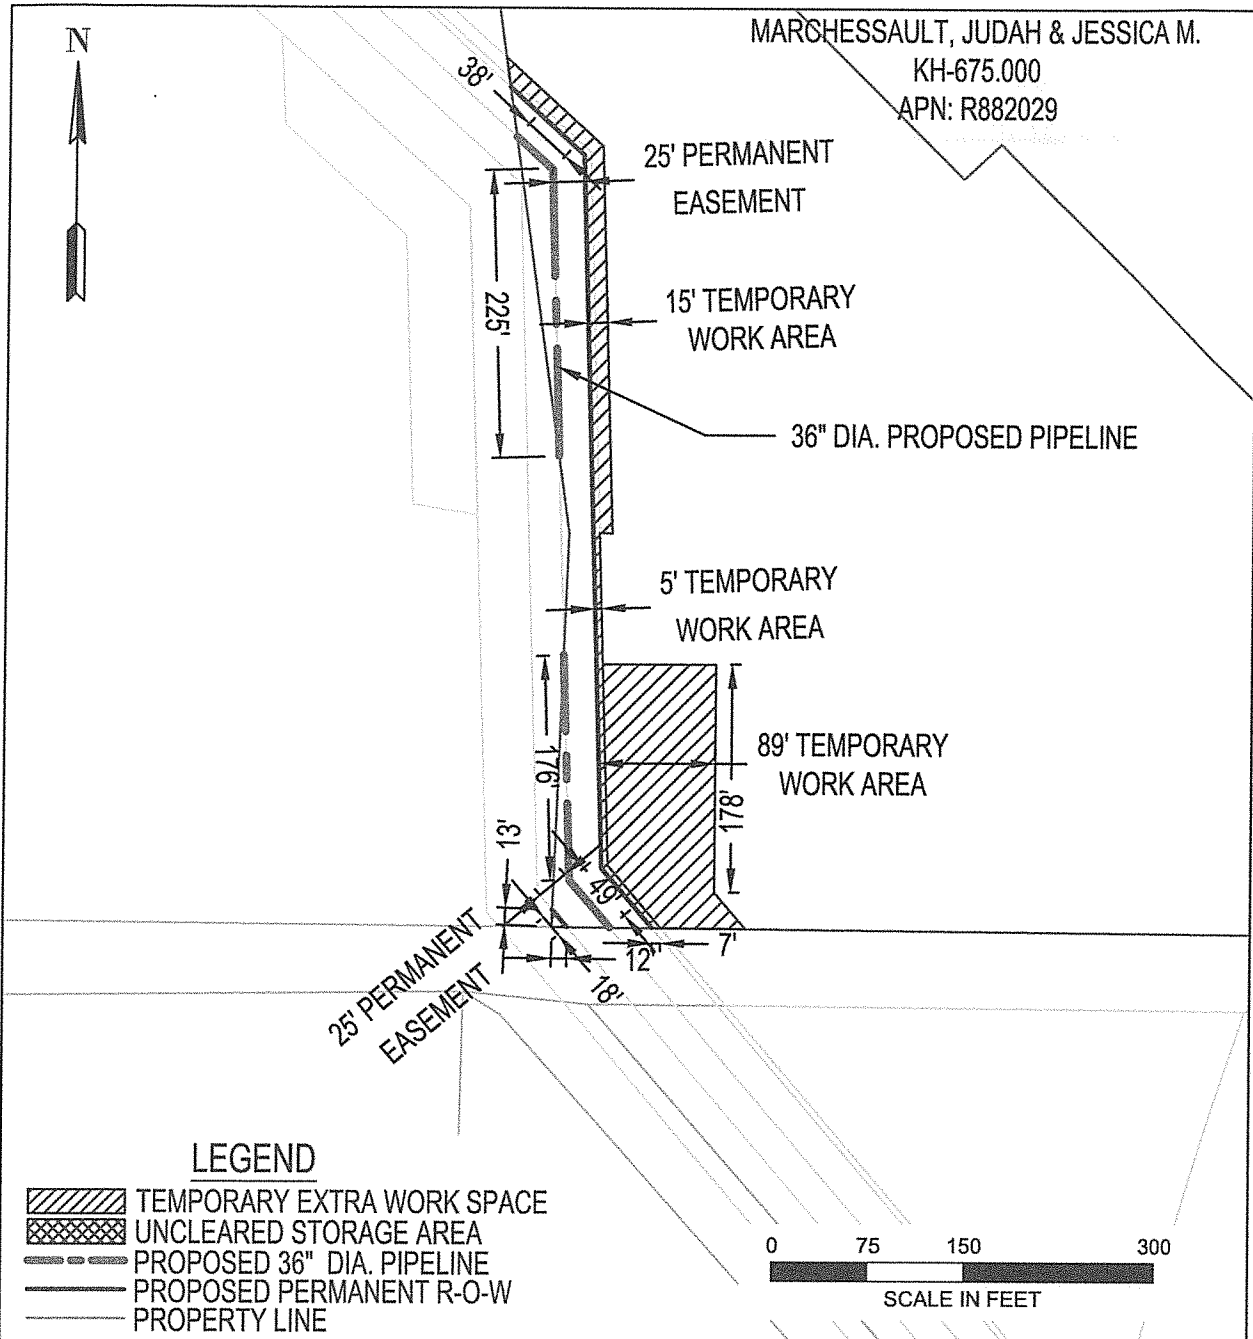 N
MARCHESSAULT, JUDAH & JESSICA M.
KH-675.000
APN: R882029
38'
25' PERMANENT
EASEMENT
225'
15' TEMPORARY
WORK AREA
36" DIA. PROPOSED PIPELINE
5' TEMPORARY
WORK AREA
176'
89' TEMPORARY
WORK AREA
178'
13'
49'
7'
12'
18'
25' PERMANENT
EASEMENT
LEGEND
TEMPORARY EXTRA WORK SPACE
UNCLEARED STORAGE AREA
PROPOSED 36" DIA. PIPELINE
PROPOSED PERMANENT R-O-W
PROPERTY LINE
0 75 150 300
SCALE IN FEET